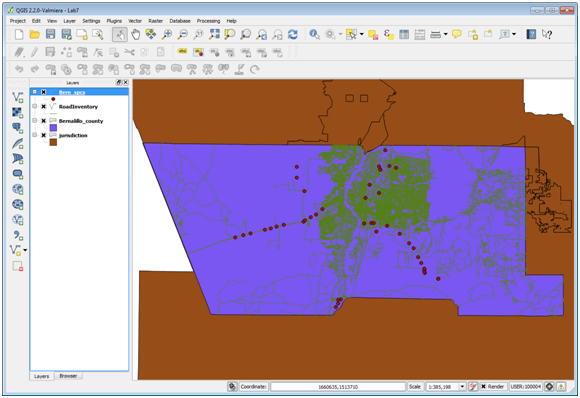 QGIS 2.2.0-Valmiera - Lab7
Project Edit View Layer Settings Plugins Vector Raster Database Processing Help
Layers
Bern_spcs
RoadInventory
Bernalillo_county
jurisdiction
Layers Browser
Coordinate: 1660635,1513710 Scale 1:385,198 Render USER:100004